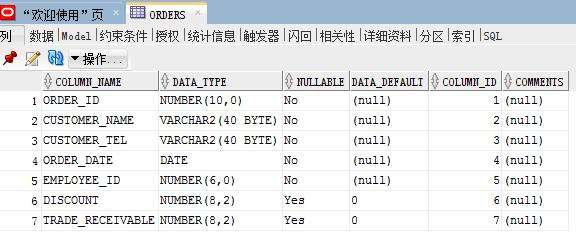 “欢迎使用”页 ORDERS
列 数据 Model 约束条件 授权 统计信息 触发器 闪回 相关性 详细资料 分区 索引 SQL
操作...
COLUMN_NAME DATA_TYPE NULLABLE DATA_DEFAULT COLUMN_ID COMMENTS
1 ORDER_ID NUMBER(10,0) No (null) 1 (null)
2 CUSTOMER_NAME VARCHAR2(40 BYTE) No (null) 2 (null)
3 CUSTOMER_TEL VARCHAR2(40 BYTE) No (null) 3 (null)
4 ORDER_DATE DATE No (null) 4 (null)
5 EMPLOYEE_ID NUMBER(6,0) No (null) 5 (null)
6 DISCOUNT NUMBER(8,2) Yes 0 6 (null)
7 TRADE_RECEIVABLE NUMBER(8,2) Yes 0 7 (null)